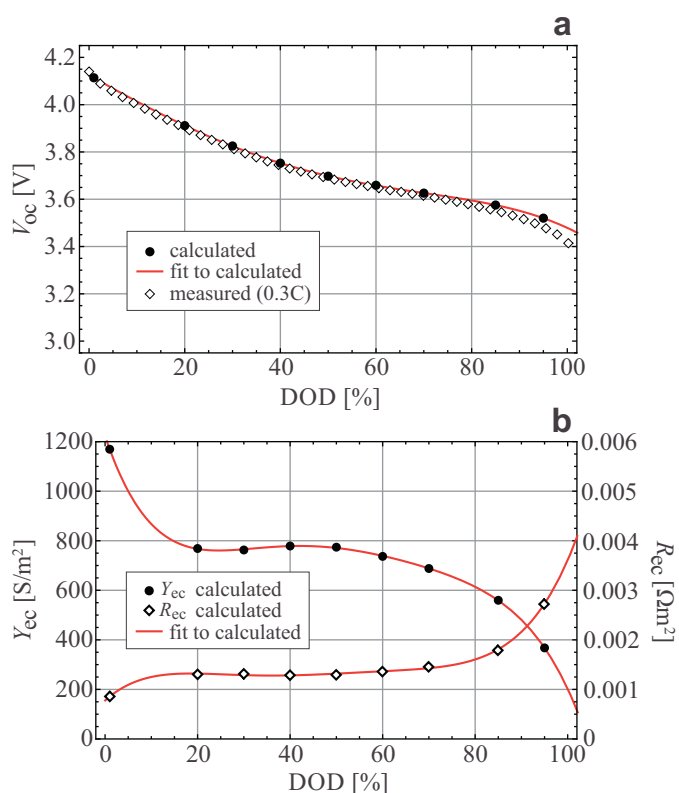 a
4.2
4.0
3.8
3.6
3.4
3.2
3.0
V_oc [V]
calculated
fit to calculated
measured (0.3C)
0 20 40 60 80 100
DOD [%]
b
1200
1000
800
600
400
200
0
Y_ec [S/m²]
0.006
0.005
0.004
0.003
0.002
0.001
0
R_ec [Ωm²]
Y_ec calculated
R_ec calculated
fit to calculated
0 20 40 60 80 100
DOD [%]